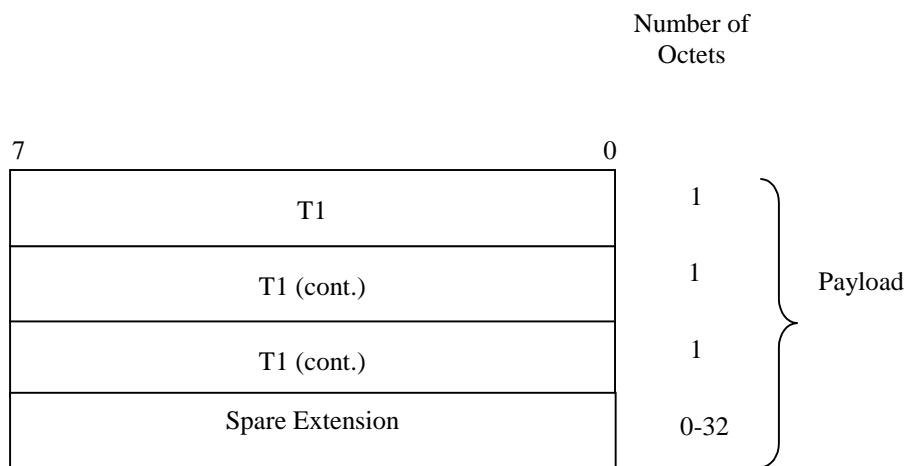 Number of
Octets
7 0
T1 1
T1 (cont.) 1
Payload
T1 (cont.) 1
Spare Extension 0-32